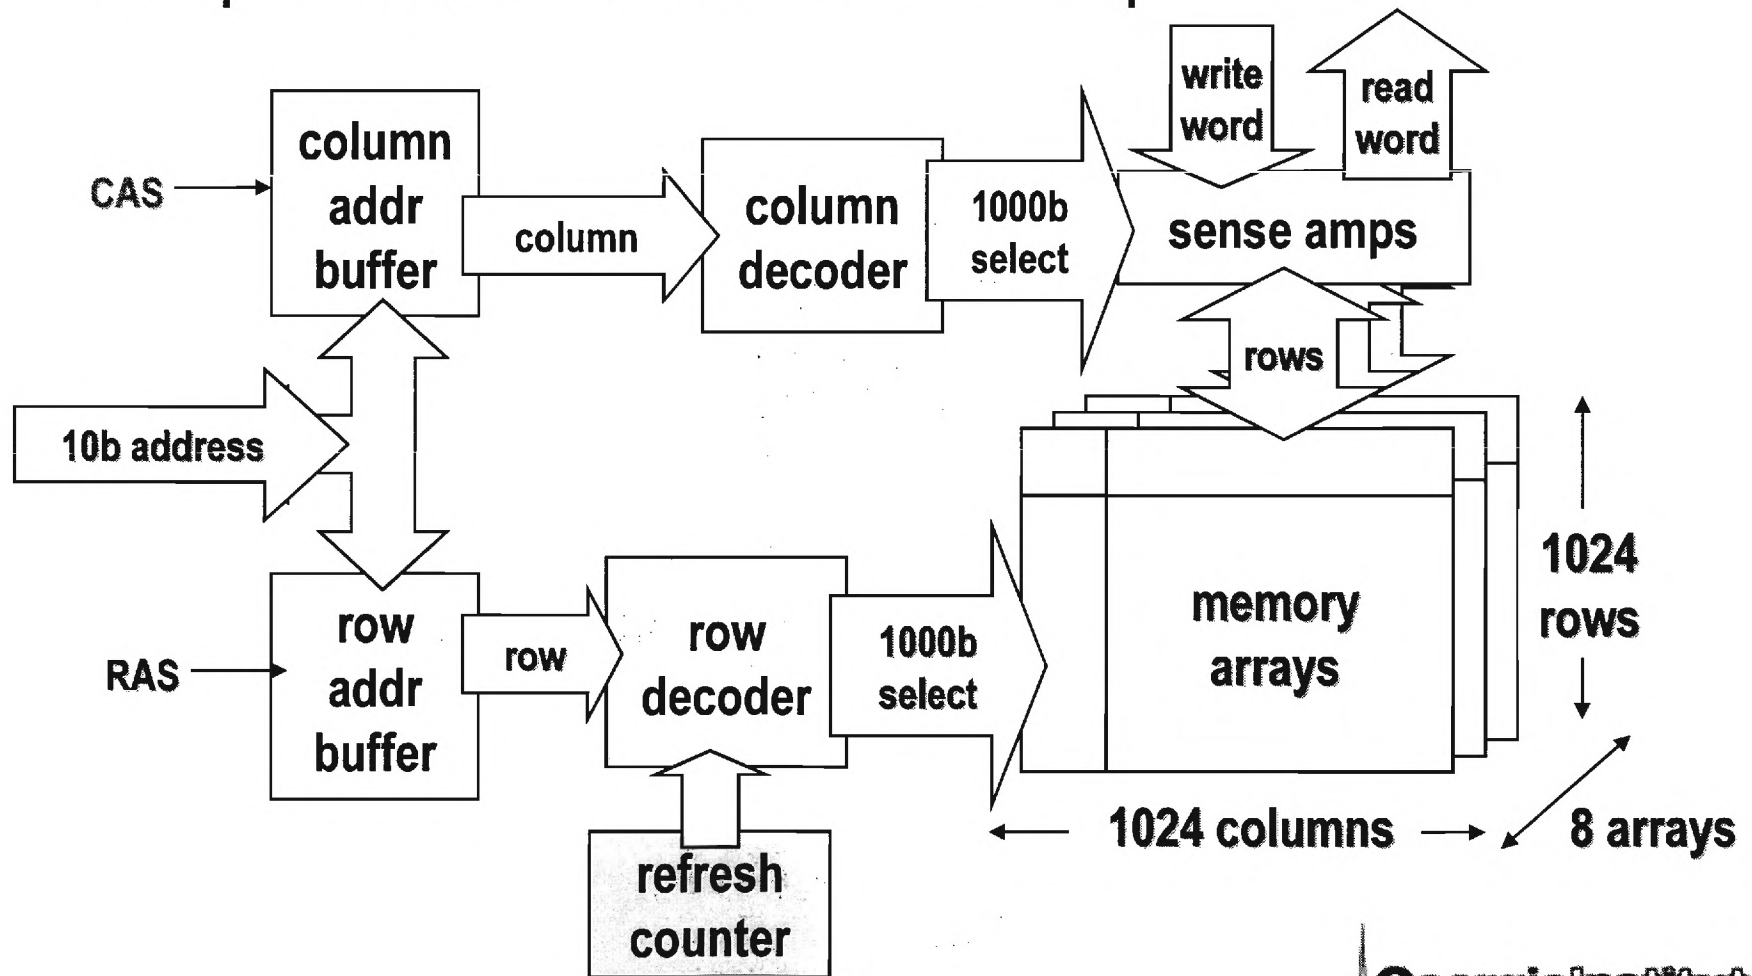 write
word
read
word
column
addr
buffer
CAS
column
column
decoder
1000b
select
sense amps
rows
10b address
row
addr
buffer
RAS
row
row
decoder
1000b
select
memory
arrays
1024
rows
1024 columns
8 arrays
refresh
counter